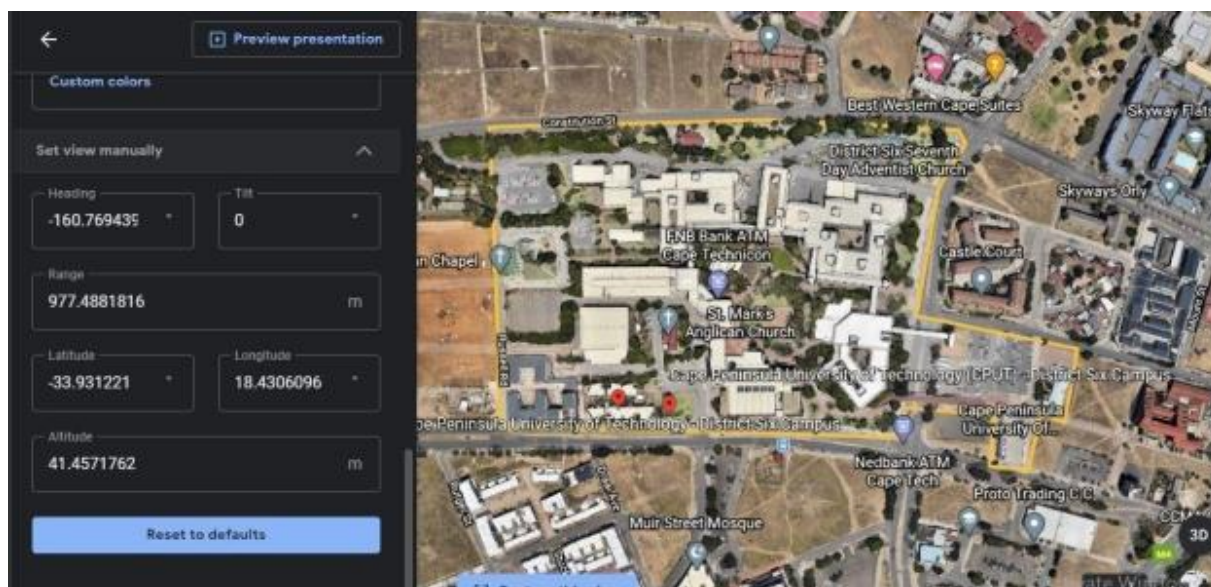 Preview presentation
Custom colors
Set view manually
Heading
Tilt
-160.769439
°
0
°
Range
977.4881816
m
Latitude
Longitude
-33.931221
°
18.4306096
°
Altitude
41.4571762
m
Reset to defaults
Constitution St
Best Western Cape Suites
Skyway Flats
District Six Seventh
Day Adventist Church
Skyways Orly
FNB Bank ATM
Cape Technicon
Castle Court
Chapel
St. Mark's
Anglican Church
Cape Peninsula University of Technology (CPUT) - District Six Campus
pe Peninsula University of Technology - District Six Campus
Cape Peninsula
University Of...
Nedbank ATM
Cape Tech
Proto Trading C.C.
Muir Street Mosque
M4
3D